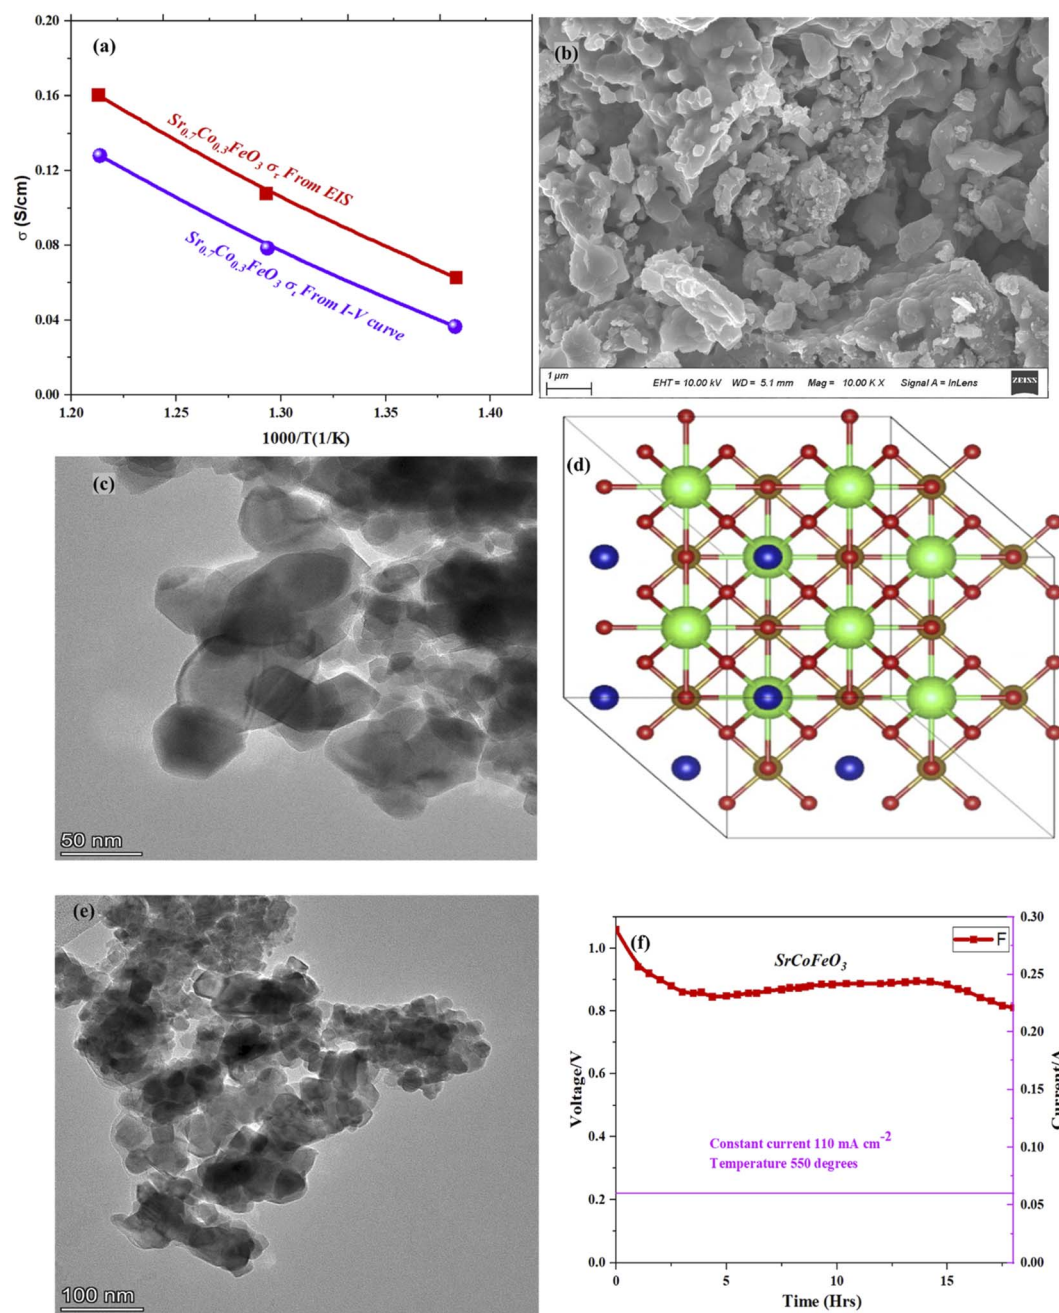 (a)
0.20
0.16
0.12
0.08
0.04
0.00
σ (S/cm)
Sr0.7Co0.3FeO3 στ From EIS
Sr0.7Co0.3FeO3 σt From I-V curve
1.20 1.25 1.30 1.35 1.40
1000/T(1/K)
(b)
1 µm
EHT = 10.00 kV WD = 5.1 mm Mag = 10.00 K X Signal A = InLens
ZEISS
(c)
50 nm
(d)
(e)
100 nm
(f)
F
SrCoFeO3
1.0
0.8
0.6
0.4
0.2
0.0
Voltage/V
0.30
0.25
0.20
0.15
0.10
0.05
0.00
Current/A
Constant current 110 mA cm-2
Temperature 550 degrees
0 5 10 15
Time (Hrs)